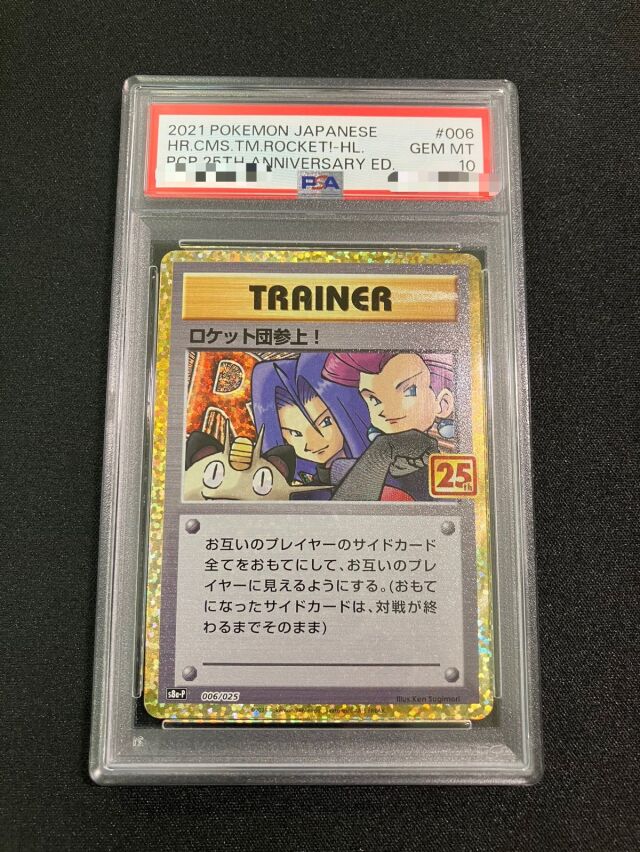 2021 POKEMON JAPANESE #006
HR.CMS.TM.ROCKET!-HL. GEM MT
PCP 25TH ANNIVERSARY ED. 10
PSA
TRAINER
ロケット団参上！
25th
お互いのプレイヤーのサイドカード
全てをおもてにして、お互いのプレ
イヤーに見えるようにする。(おもて
になったサイドカードは、対戦が終
わるまでそのまま)
s8a-P 006/025
Illus.Ken Sugimori